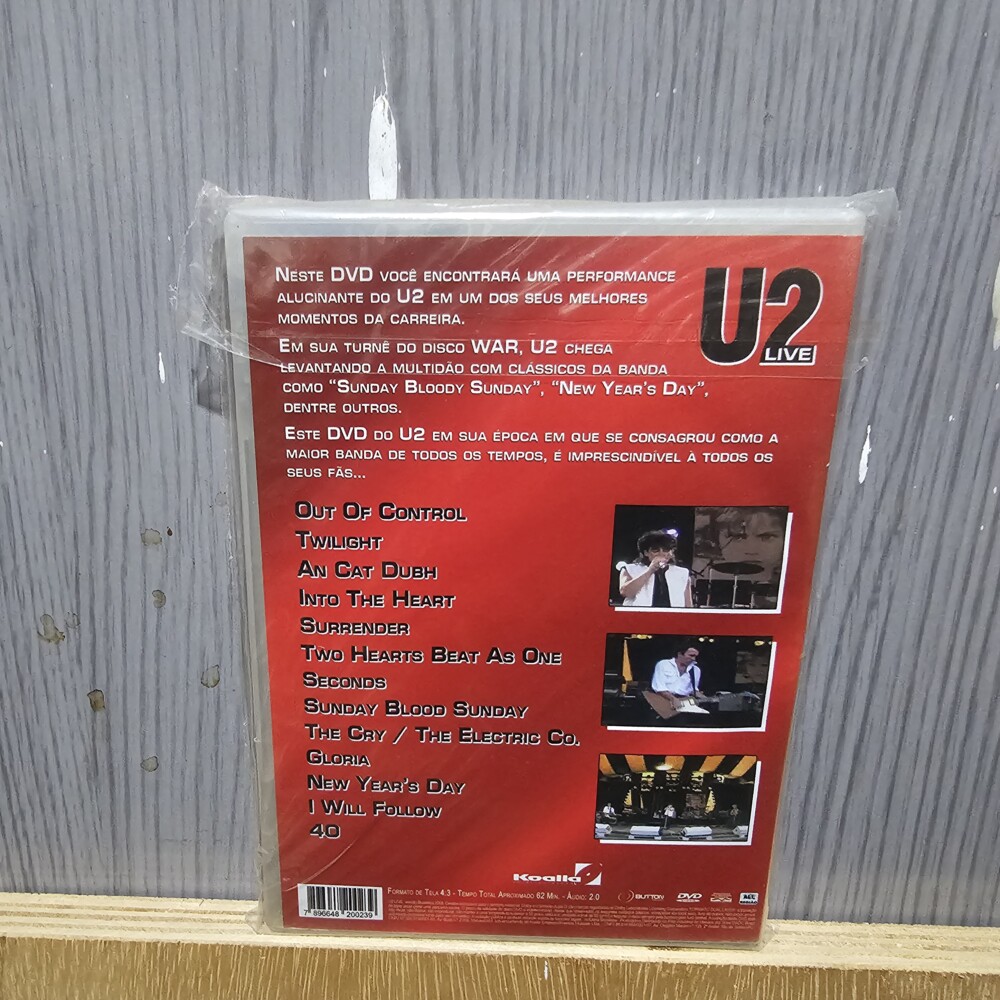 NESTE DVD VOCÊ ENCONTRARÁ UMA PERFORMANCE
ALUCINANTE DO U2 EM UM DOS SEUS MELHORES
MOMENTOS DA CARREIRA.
EM SUA TURNÊ DO DISCO WAR, U2 CHEGA
LEVANTANDO A MULTIDÃO COM CLÁSSICOS DA BANDA
COMO "SUNDAY BLOODY SUNDAY", "NEW YEAR'S DAY",
DENTRE OUTROS.
ESTE DVD DO U2 EM SUA ÉPOCA EM QUE SE CONSAGROU COMO A
MAIOR BANDA DE TODOS OS TEMPOS, É IMPRESCINDÍVEL À TODOS OS
SEUS FÃS...
U2
LIVE
OUT OF CONTROL
TWILIGHT
AN CAT DUBH
INTO THE HEART
SURRENDER
TWO HEARTS BEAT AS ONE
SECONDS
SUNDAY BLOOD SUNDAY
THE CRY / THE ELECTRIC CO.
GLORIA
NEW YEAR'S DAY
I WILL FOLLOW
40
Koalla
FORMATO DE TELA 4:3 - TEMPO TOTAL APROXIMADO 62 MIN. - ÁUDIO: 2.0
BUTTON
DVD
7 896648 200239